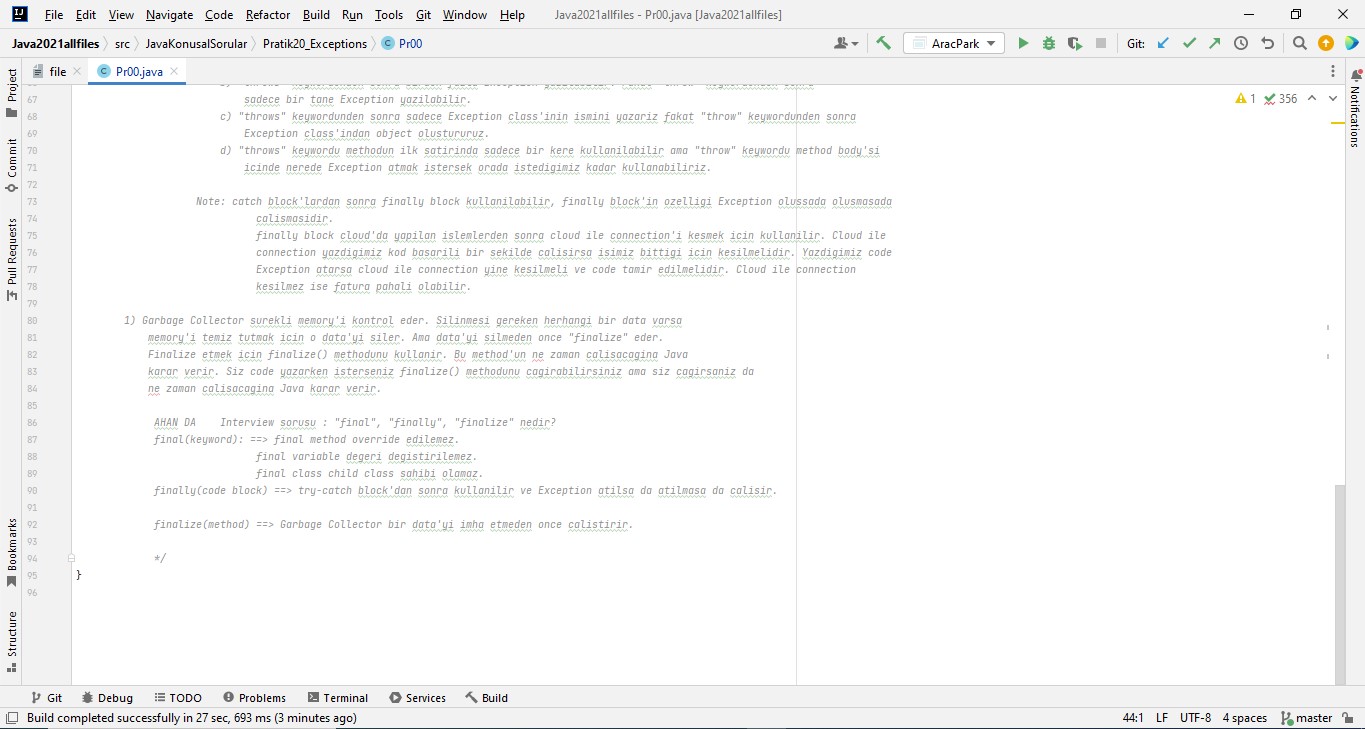 File Edit View Navigate Code Refactor Build Run Tools Git Window Help Java2021allfiles - Pr00.java [Java2021allfiles]
Java2021allfiles src JavaKonusalSorular Pratik20_Exceptions C Pr00 AracPark Git:
file C Pr00.java
1 356
Project
Commit
Pull Requests
Bookmarks
Structure
Notifications
67 sadece bir tane Exception yazilabilir.
68 c) "throws" keywordunden sonra sadece Exception class'inin ismini yazariz fakat "throw" keywordunden sonra
69 Exception class'indan object olustururuz.
70 d) "throws" keywordu methodun ilk satirinda sadece bir kere kullanilabilir ama "throw" keywordu method body'si
71 icinde nerede Exception atmak istersek orada istedigimiz kadar kullanabiliriz.
72
73 Note: catch block'lardan sonra finally block kullanilabilir, finally block'in ozelligi Exception olussada olusmasada
74 calismasidir.
75 finally block cloud'da yapilan islemlerden sonra cloud ile connection'i kesmek icin kullanilir. Cloud ile
76 connection yazdigimiz kod basarili bir sekilde calisirsa isimiz bittigi icin kesilmelidir. Yazdigimiz code
77 Exception atarsa cloud ile connection yine kesilmeli ve code tamir edilmelidir. Cloud ile connection
78 kesilmez ise fatura pahali olabilir.
79
80 1) Garbage Collector surekli memory'i kontrol eder. Silinmesi gereken herhangi bir data varsa
81 memory'i temiz tutmak icin o data'yi siler. Ama data'yi silmeden once "finalize" eder.
82 Finalize etmek icin finalize() methodunu kullanir. Bu method'un ne zaman calisacagina Java
83 karar verir. Siz code yazarken isterseniz finalize() methodunu cagirabilirsiniz ama siz cagirsaniz da
84 ne zaman calisacagina Java karar verir.
85
86 AHAN DA Interview sorusu : "final", "finally", "finalize" nedir?
87 final(keyword): ==> final method override edilemez.
88 final variable degeri degistirilemez.
89 final class child class sahibi olamaz.
90 finally(code block) ==> try-catch block'dan sonra kullanilir ve Exception atilsa da atilmasa da calisir.
91
92 finalize(method) ==> Garbage Collector bir data'yi imha etmeden once calistirir.
93
94 */
95 }
96
Git Debug TODO Problems Terminal Services Build
Build completed successfully in 27 sec, 693 ms (3 minutes ago) 44:1 LF UTF-8 4 spaces master